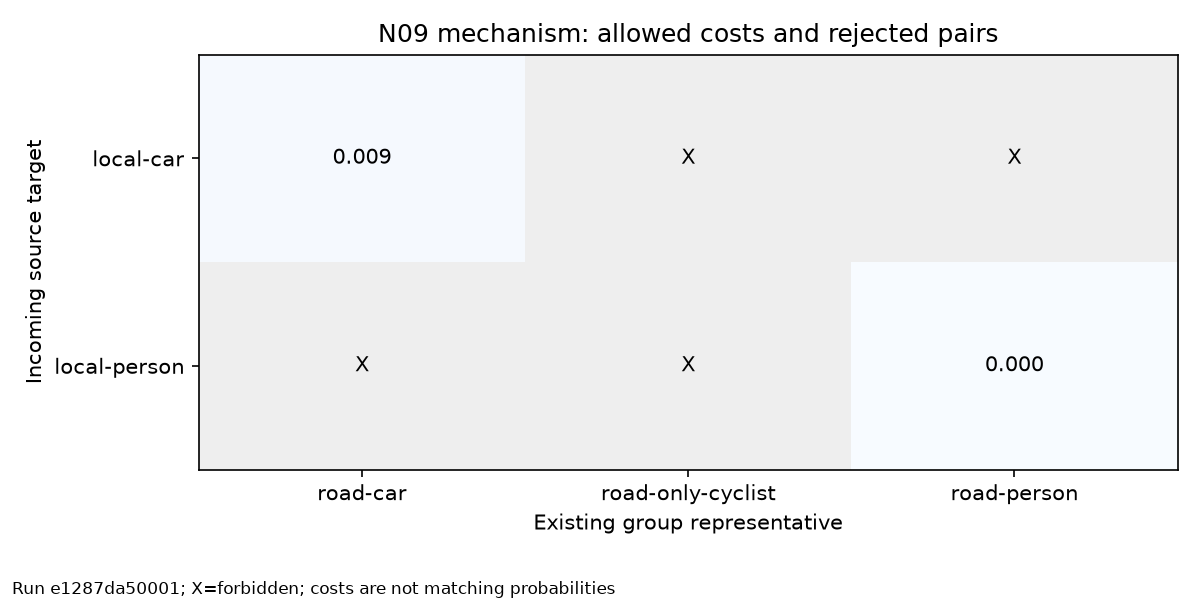 N09 mechanism: allowed costs and rejected pairs
Incoming source target
local-car
0.009
X
X
local-person
X
X
0.000
road-car
road-only-cyclist
road-person
Existing group representative
Run e1287da50001; X=forbidden; costs are not matching probabilities